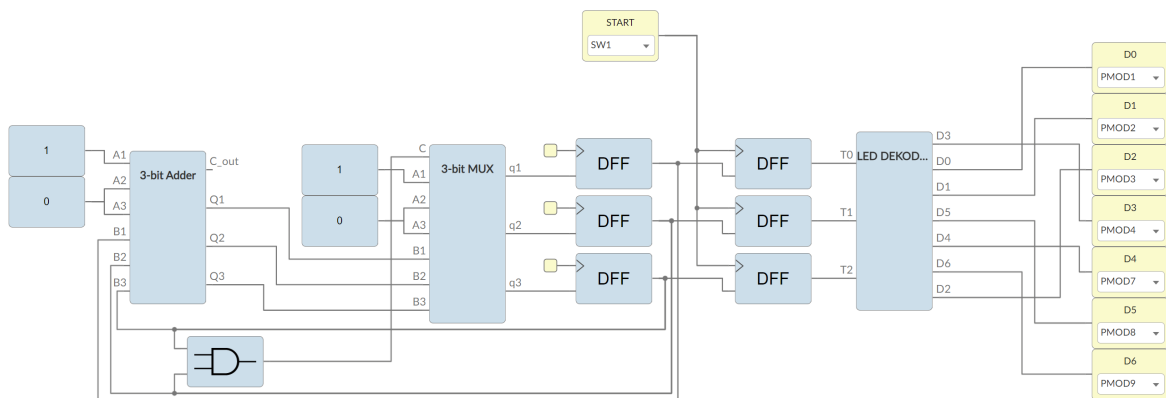 START
SW1
D0
PMOD1
D1
PMOD2
D2
PMOD3
D3
PMOD4
D4
PMOD7
D5
PMOD8
D6
PMOD9
1
0
A1
A2
A3
B1
B2
B3
3-bit Adder
C_out
Q1
Q2
Q3
1
0
C
A1
A2
A3
B1
B2
B3
3-bit MUX
q1
q2
q3
DFF
DFF
DFF
DFF
DFF
DFF
T0
T1
T2
LED DEKOD...
D3
D0
D1
D5
D4
D6
D2